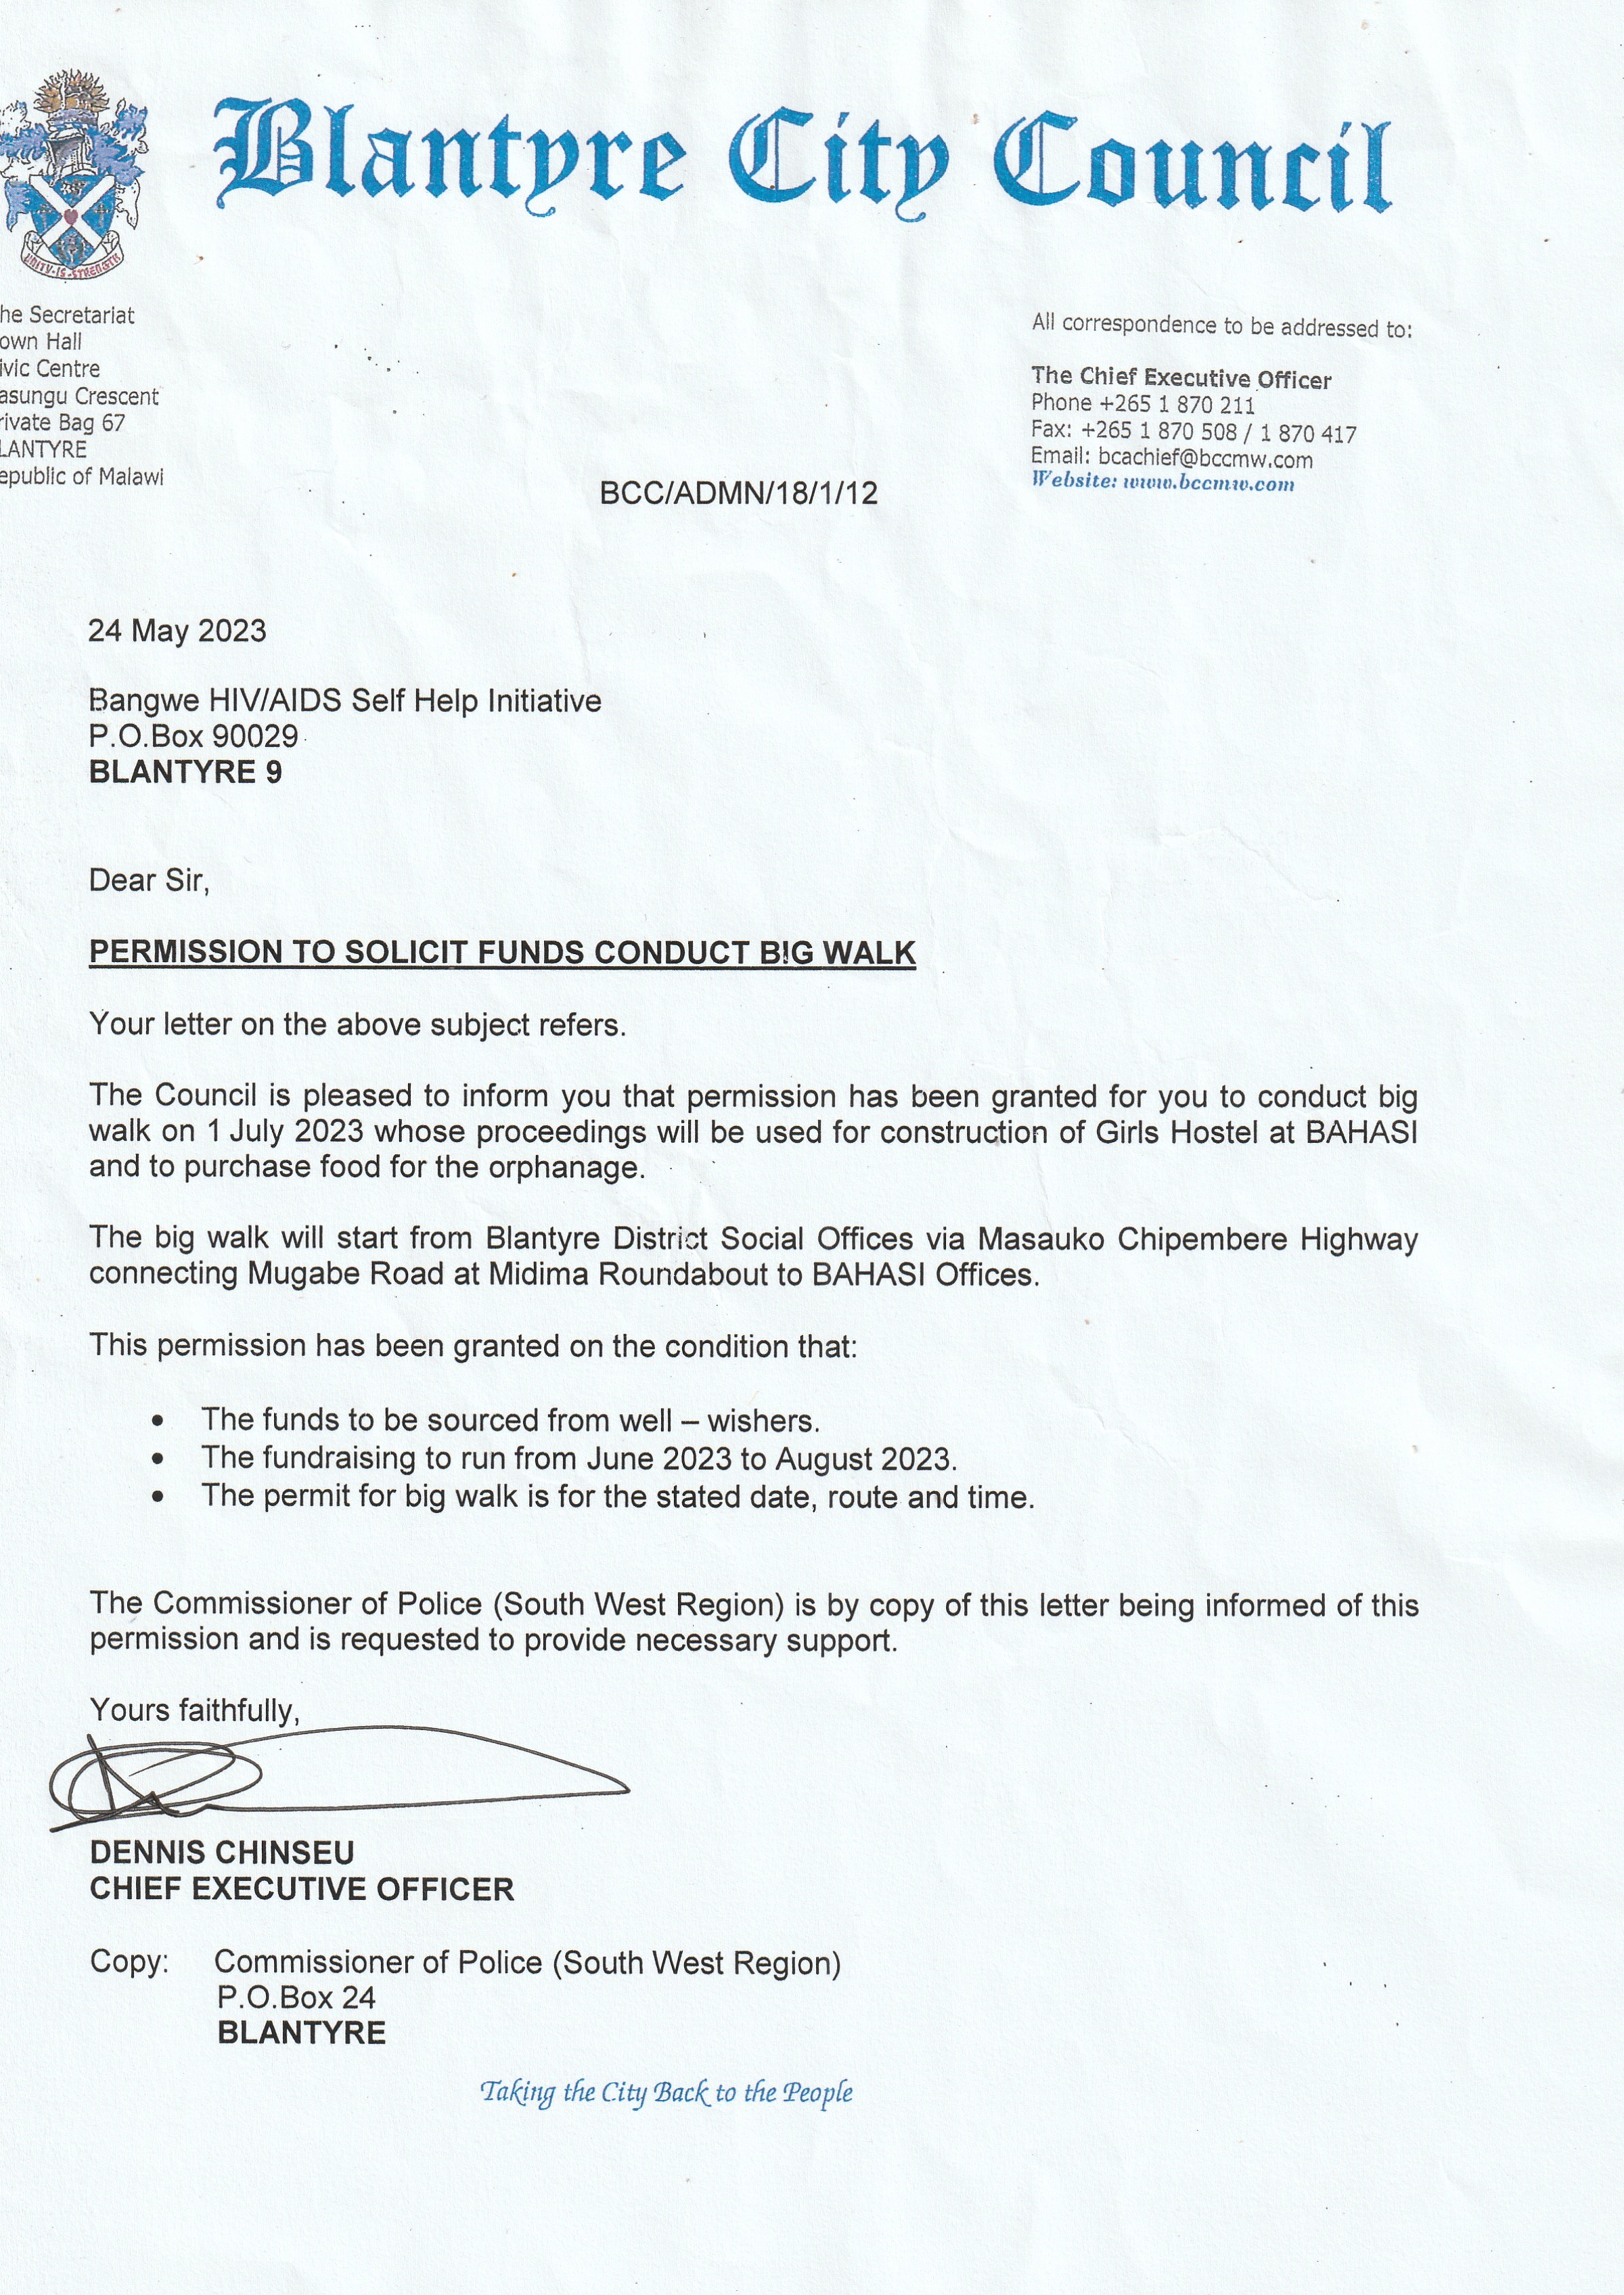 Blantyre City Council
UNITY IS STRENGTH
he Secretariat
own Hall
ivic Centre
asungu Crescent
rivate Bag 67
LANTYRE
epublic of Malawi
All correspondence to be addressed to:
The Chief Executive Officer
Phone +265 1 870 211
Fax: +265 1 870 508 / 1 870 417
Email: bcachief@bccmw.com
Website: www.bccmw.com
BCC/ADMN/18/1/12
24 May 2023
Bangwe HIV/AIDS Self Help Initiative
P.O.Box 90029
BLANTYRE 9
Dear Sir,
PERMISSION TO SOLICIT FUNDS CONDUCT BIG WALK
Your letter on the above subject refers.
The Council is pleased to inform you that permission has been granted for you to conduct big
walk on 1 July 2023 whose proceedings will be used for construction of Girls Hostel at BAHASI
and to purchase food for the orphanage.
The big walk will start from Blantyre District Social Offices via Masauko Chipembere Highway
connecting Mugabe Road at Midima Roundabout to BAHASI Offices.
This permission has been granted on the condition that:
• The funds to be sourced from well – wishers.
• The fundraising to run from June 2023 to August 2023.
• The permit for big walk is for the stated date, route and time.
The Commissioner of Police (South West Region) is by copy of this letter being informed of this
permission and is requested to provide necessary support.
Yours faithfully,
DENNIS CHINSEU
CHIEF EXECUTIVE OFFICER
Copy: Commissioner of Police (South West Region)
P.O.Box 24
BLANTYRE
Taking the City Back to the People